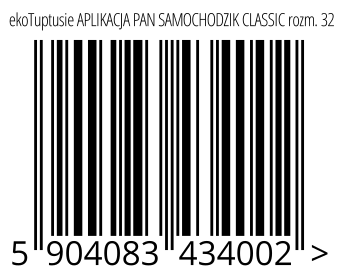 ekoTuptusie APLIKACJA PAN SAMOCHODZIK CLASSIC rozm. 32
5 904083 434002 >